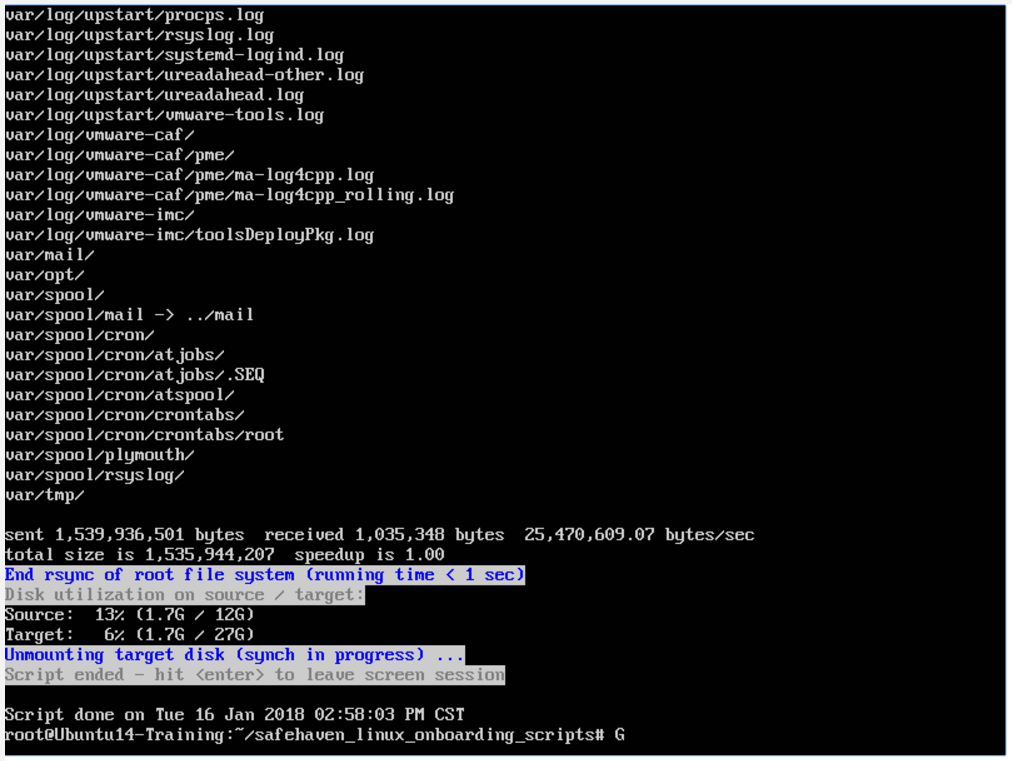 var/log/upstart/procps.log
var/log/upstart/rsyslog.log
var/log/upstart/systemd-logind.log
var/log/upstart/ureadahead-other.log
var/log/upstart/ureadahead.log
var/log/upstart/vmware-tools.log
var/log/vmware-caf/
var/log/vmware-caf/pme/
var/log/vmware-caf/pme/ma-log4cpp.log
var/log/vmware-caf/pme/ma-log4cpp_rolling.log
var/log/vmware-imc/
var/log/vmware-imc/toolsDeployPkg.log
var/mail/
var/opt/
var/spool/
var/spool/mail -> ../mail
var/spool/cron/
var/spool/cron/atjobs/
var/spool/cron/atjobs/.SEQ
var/spool/cron/atspool/
var/spool/cron/crontabs/
var/spool/cron/crontabs/root
var/spool/plymouth/
var/spool/rsyslog/
var/tmp/
sent 1,539,936,501 bytes  received 1,035,348 bytes  25,470,609.07 bytes/sec
total size is 1,535,944,207  speedup is 1.00
End rsync of root file system (running time < 1 sec)
Disk utilization on source / target:
Source:  13% (1.7G / 12G)
Target:   6% (1.7G / 27G)
Unmounting target disk (synch in progress) ...
Script ended - hit <enter> to leave screen session
Script done on Tue 16 Jan 2018 02:58:03 PM CST
root@Ubuntu14-Training:~/safehaven_linux_onboarding_scripts# G